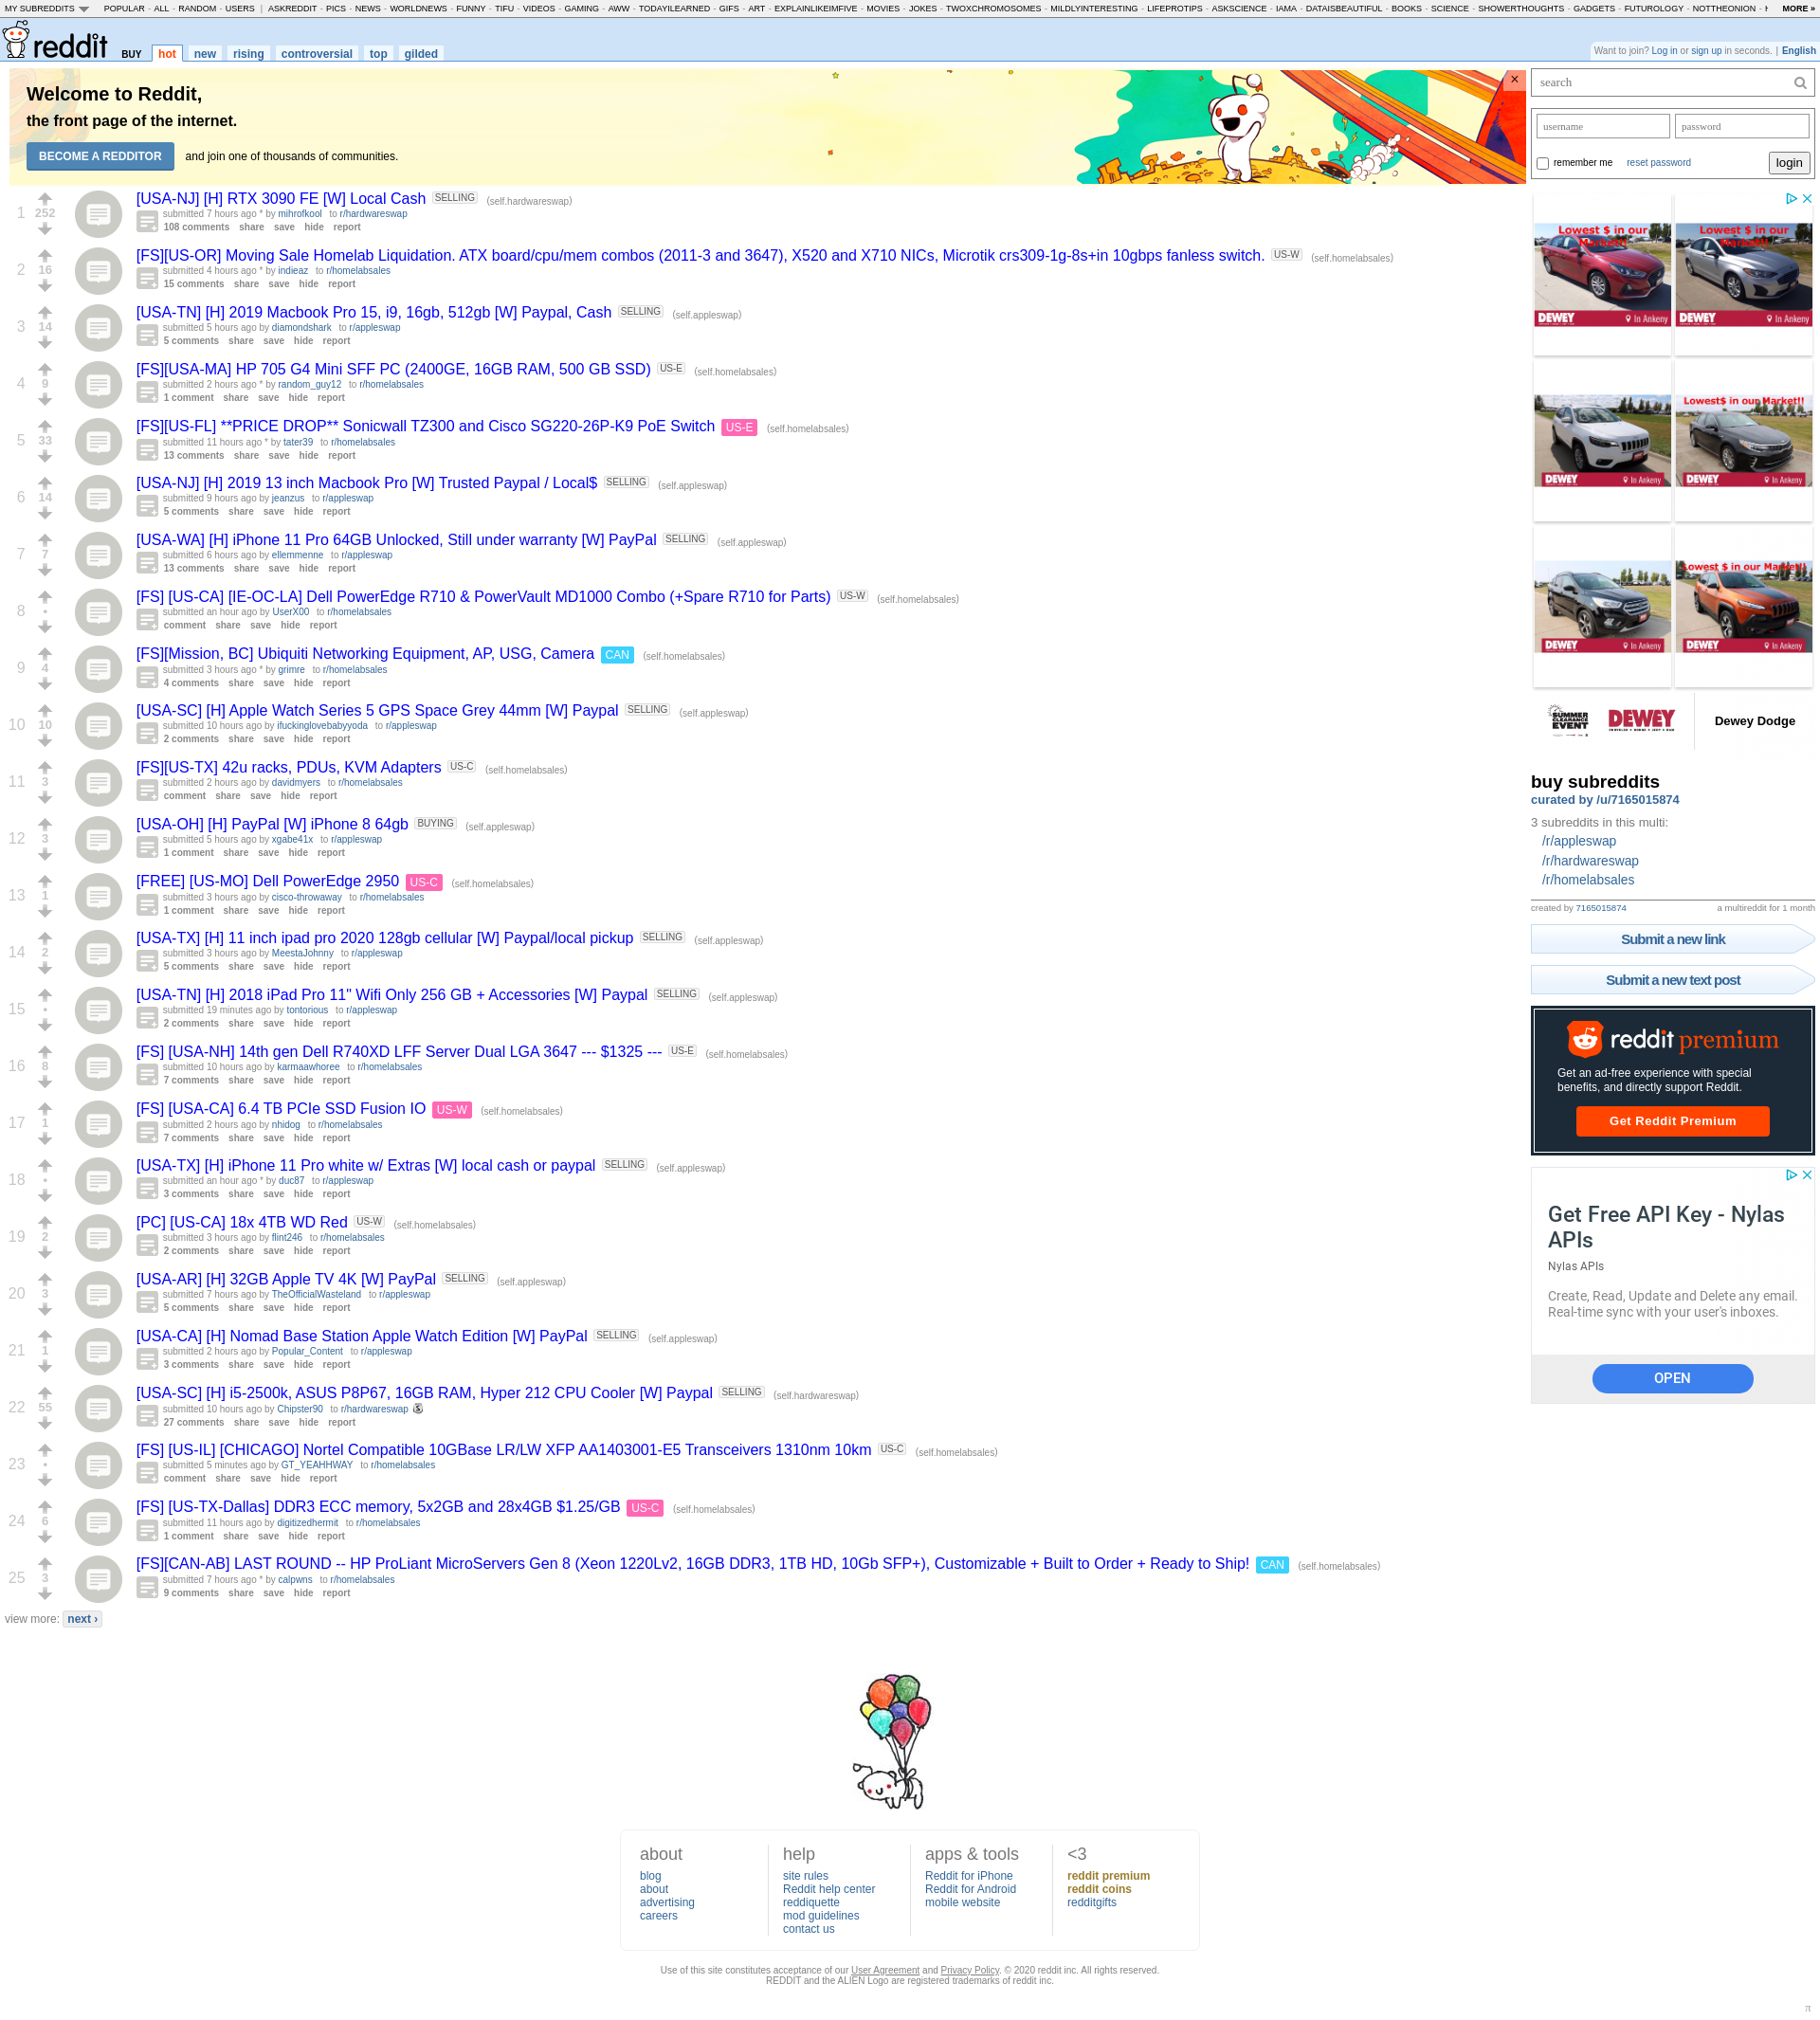 MY SUBREDDITS POPULAR - ALL - RANDOM - USERS | ASKREDDIT - PICS - NEWS - WORLDNEWS - FUNNY - TIFU - VIDEOS - GAMING - AWW - TODAYILEARNED - GIFS - ART - EXPLAINLIKEIMFIVE - MOVIES - JOKES - TWOXCHROMOSOMES - MILDLYINTERESTING - LIFEPROTIPS - ASKSCIENCE - IAMA - DATAISBEAUTIFUL - BOOKS - SCIENCE - SHOWERTHOUGHTS - GADGETS - FUTUROLOGY - NOTTHEONION - MORE »
reddit BUY hot new rising controversial top gilded
Want to join? Log in or sign up in seconds. | English
Welcome to Reddit,
the front page of the internet.
BECOME A REDDITOR and join one of thousands of communities.
1 252 [USA-NJ] [H] RTX 3090 FE [W] Local Cash SELLING (self.hardwareswap)
submitted 7 hours ago * by mihrofkool to r/hardwareswap
108 comments share save hide report
2 16 [FS][US-OR] Moving Sale Homelab Liquidation. ATX board/cpu/mem combos (2011-3 and 3647), X520 and X710 NICs, Microtik crs309-1g-8s+in 10gbps fanless switch. US-W (self.homelabsales)
submitted 4 hours ago * by indieaz to r/homelabsales
15 comments share save hide report
3 14 [USA-TN] [H] 2019 Macbook Pro 15, i9, 16gb, 512gb [W] Paypal, Cash SELLING (self.appleswap)
submitted 5 hours ago by diamondshark to r/appleswap
5 comments share save hide report
4 9 [FS][USA-MA] HP 705 G4 Mini SFF PC (2400GE, 16GB RAM, 500 GB SSD) US-E (self.homelabsales)
submitted 2 hours ago * by random_guy12 to r/homelabsales
1 comment share save hide report
5 33 [FS][US-FL] **PRICE DROP** Sonicwall TZ300 and Cisco SG220-26P-K9 PoE Switch US-E (self.homelabsales)
submitted 11 hours ago * by tater39 to r/homelabsales
13 comments share save hide report
6 14 [USA-NJ] [H] 2019 13 inch Macbook Pro [W] Trusted Paypal / Local$ SELLING (self.appleswap)
submitted 9 hours ago by jeanzus to r/appleswap
5 comments share save hide report
7 7 [USA-WA] [H] iPhone 11 Pro 64GB Unlocked, Still under warranty [W] PayPal SELLING (self.appleswap)
submitted 6 hours ago by ellemmenne to r/appleswap
13 comments share save hide report
8 • [FS] [US-CA] [IE-OC-LA] Dell PowerEdge R710 & PowerVault MD1000 Combo (+Spare R710 for Parts) US-W (self.homelabsales)
submitted an hour ago by UserX00 to r/homelabsales
comment share save hide report
9 4 [FS][Mission, BC] Ubiquiti Networking Equipment, AP, USG, Camera CAN (self.homelabsales)
submitted 3 hours ago * by grimre to r/homelabsales
4 comments share save hide report
10 10 [USA-SC] [H] Apple Watch Series 5 GPS Space Grey 44mm [W] Paypal SELLING (self.appleswap)
submitted 10 hours ago by ifuckinglovebabyyoda to r/appleswap
2 comments share save hide report
11 3 [FS][US-TX] 42u racks, PDUs, KVM Adapters US-C (self.homelabsales)
submitted 2 hours ago by davidmyers to r/homelabsales
comment share save hide report
12 3 [USA-OH] [H] PayPal [W] iPhone 8 64gb BUYING (self.appleswap)
submitted 5 hours ago by xgabe41x to r/appleswap
1 comment share save hide report
13 1 [FREE] [US-MO] Dell PowerEdge 2950 US-C (self.homelabsales)
submitted 3 hours ago by cisco-throwaway to r/homelabsales
1 comment share save hide report
14 2 [USA-TX] [H] 11 inch ipad pro 2020 128gb cellular [W] Paypal/local pickup SELLING (self.appleswap)
submitted 3 hours ago by MeestaJohnny to r/appleswap
5 comments share save hide report
15 • [USA-TN] [H] 2018 iPad Pro 11" Wifi Only 256 GB + Accessories [W] Paypal SELLING (self.appleswap)
submitted 19 minutes ago by tontorious to r/appleswap
2 comments share save hide report
16 8 [FS] [USA-NH] 14th gen Dell R740XD LFF Server Dual LGA 3647 --- $1325 --- US-E (self.homelabsales)
submitted 10 hours ago by karmaawhoree to r/homelabsales
7 comments share save hide report
17 1 [FS] [USA-CA] 6.4 TB PCIe SSD Fusion IO US-W (self.homelabsales)
submitted 2 hours ago by nhidog to r/homelabsales
7 comments share save hide report
18 • [USA-TX] [H] iPhone 11 Pro white w/ Extras [W] local cash or paypal SELLING (self.appleswap)
submitted an hour ago * by duc87 to r/appleswap
3 comments share save hide report
19 2 [PC] [US-CA] 18x 4TB WD Red US-W (self.homelabsales)
submitted 3 hours ago by flint246 to r/homelabsales
2 comments share save hide report
20 3 [USA-AR] [H] 32GB Apple TV 4K [W] PayPal SELLING (self.appleswap)
submitted 7 hours ago by TheOfficialWasteland to r/appleswap
5 comments share save hide report
21 1 [USA-CA] [H] Nomad Base Station Apple Watch Edition [W] PayPal SELLING (self.appleswap)
submitted 2 hours ago by Popular_Content to r/appleswap
3 comments share save hide report
22 55 [USA-SC] [H] i5-2500k, ASUS P8P67, 16GB RAM, Hyper 212 CPU Cooler [W] Paypal SELLING (self.hardwareswap)
submitted 10 hours ago by Chipster90 to r/hardwareswap
27 comments share save hide report
23 • [FS] [US-IL] [CHICAGO] Nortel Compatible 10GBase LR/LW XFP AA1403001-E5 Transceivers 1310nm 10km US-C (self.homelabsales)
submitted 5 minutes ago by GT_YEAHHWAY to r/homelabsales
comment share save hide report
24 6 [FS] [US-TX-Dallas] DDR3 ECC memory, 5x2GB and 28x4GB $1.25/GB US-C (self.homelabsales)
submitted 11 hours ago by digitizedhermit to r/homelabsales
1 comment share save hide report
25 3 [FS][CAN-AB] LAST ROUND -- HP ProLiant MicroServers Gen 8 (Xeon 1220Lv2, 16GB DDR3, 1TB HD, 10Gb SFP+), Customizable + Built to Order + Ready to Ship! CAN (self.homelabsales)
submitted 7 hours ago * by calpwns to r/homelabsales
9 comments share save hide report
view more: next ›
search
username password
remember me reset password login
Lowest $ in our Market!!!
Lowest $ in our Market!!!
DEWEY In Ankeny
DEWEY In Ankeny
Lowest$ in our Market!!
DEWEY In Ankeny
DEWEY In Ankeny
Lowest $ in our Market!!
DEWEY In Ankeny
DEWEY In Ankeny
SUMMER CLEARANCE EVENT DEWEY Dewey Dodge
buy subreddits
curated by /u/7165015874
3 subreddits in this multi:
/r/appleswap
/r/hardwareswap
/r/homelabsales
created by 7165015874 a multireddit for 1 month
Submit a new link
Submit a new text post
reddit premium
Get an ad-free experience with special
benefits, and directly support Reddit.
Get Reddit Premium
Get Free API Key - Nylas
APIs
Nylas APIs
Create, Read, Update and Delete any email.
Real-time sync with your user's inboxes.
OPEN
about
blog
about
advertising
careers
help
site rules
Reddit help center
reddiquette
mod guidelines
contact us
apps & tools
Reddit for iPhone
Reddit for Android
mobile website
<3
reddit premium
reddit coins
redditgifts
Use of this site constitutes acceptance of our User Agreement and Privacy Policy. © 2020 reddit inc. All rights reserved.
REDDIT and the ALIEN Logo are registered trademarks of reddit inc.
π